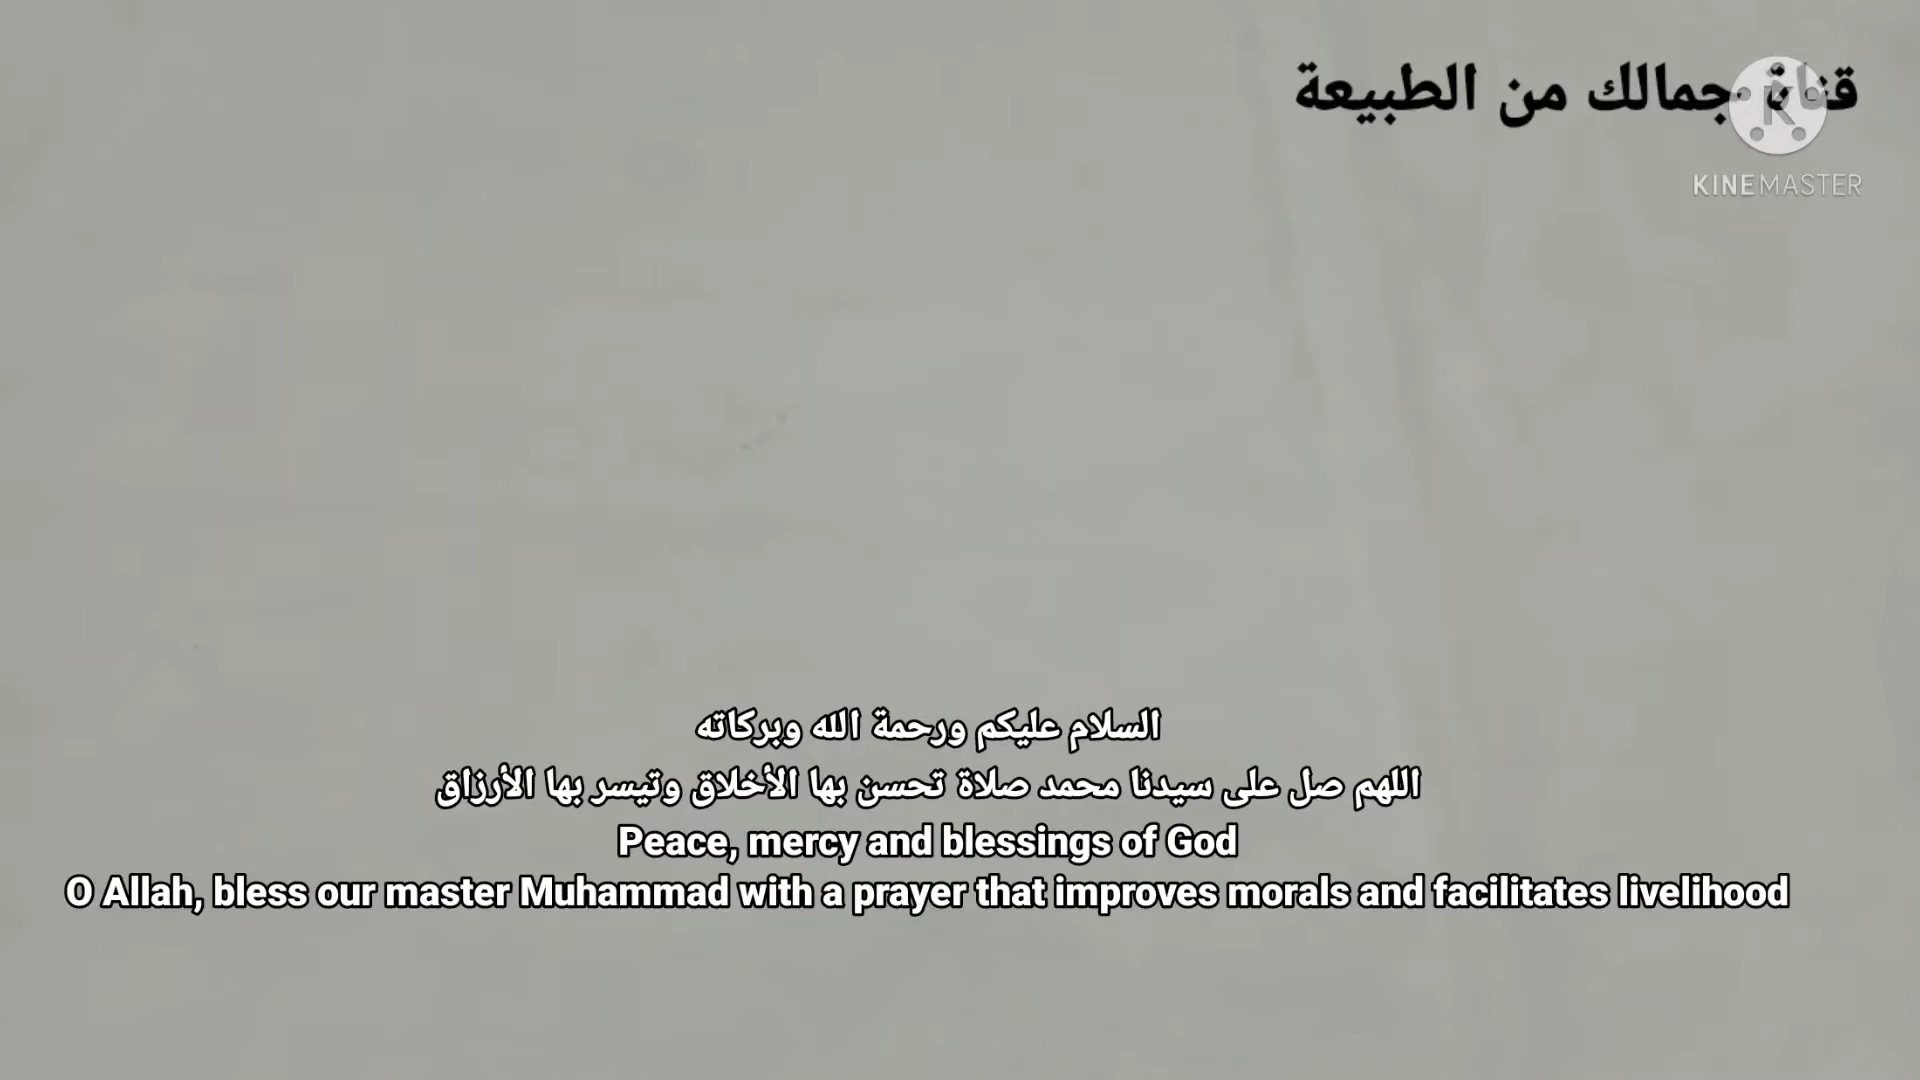 قناة جمالك من الطبيعة
KINEMASTER
السلام عليكم ورحمة الله وبركاته
اللهم صل على سيدنا محمد صلاة تحسن بها الأخلاق وتيسر بها الأرزاق
Peace, mercy and blessings of God
O Allah, bless our master Muhammad with a prayer that improves morals and facilitates livelihood